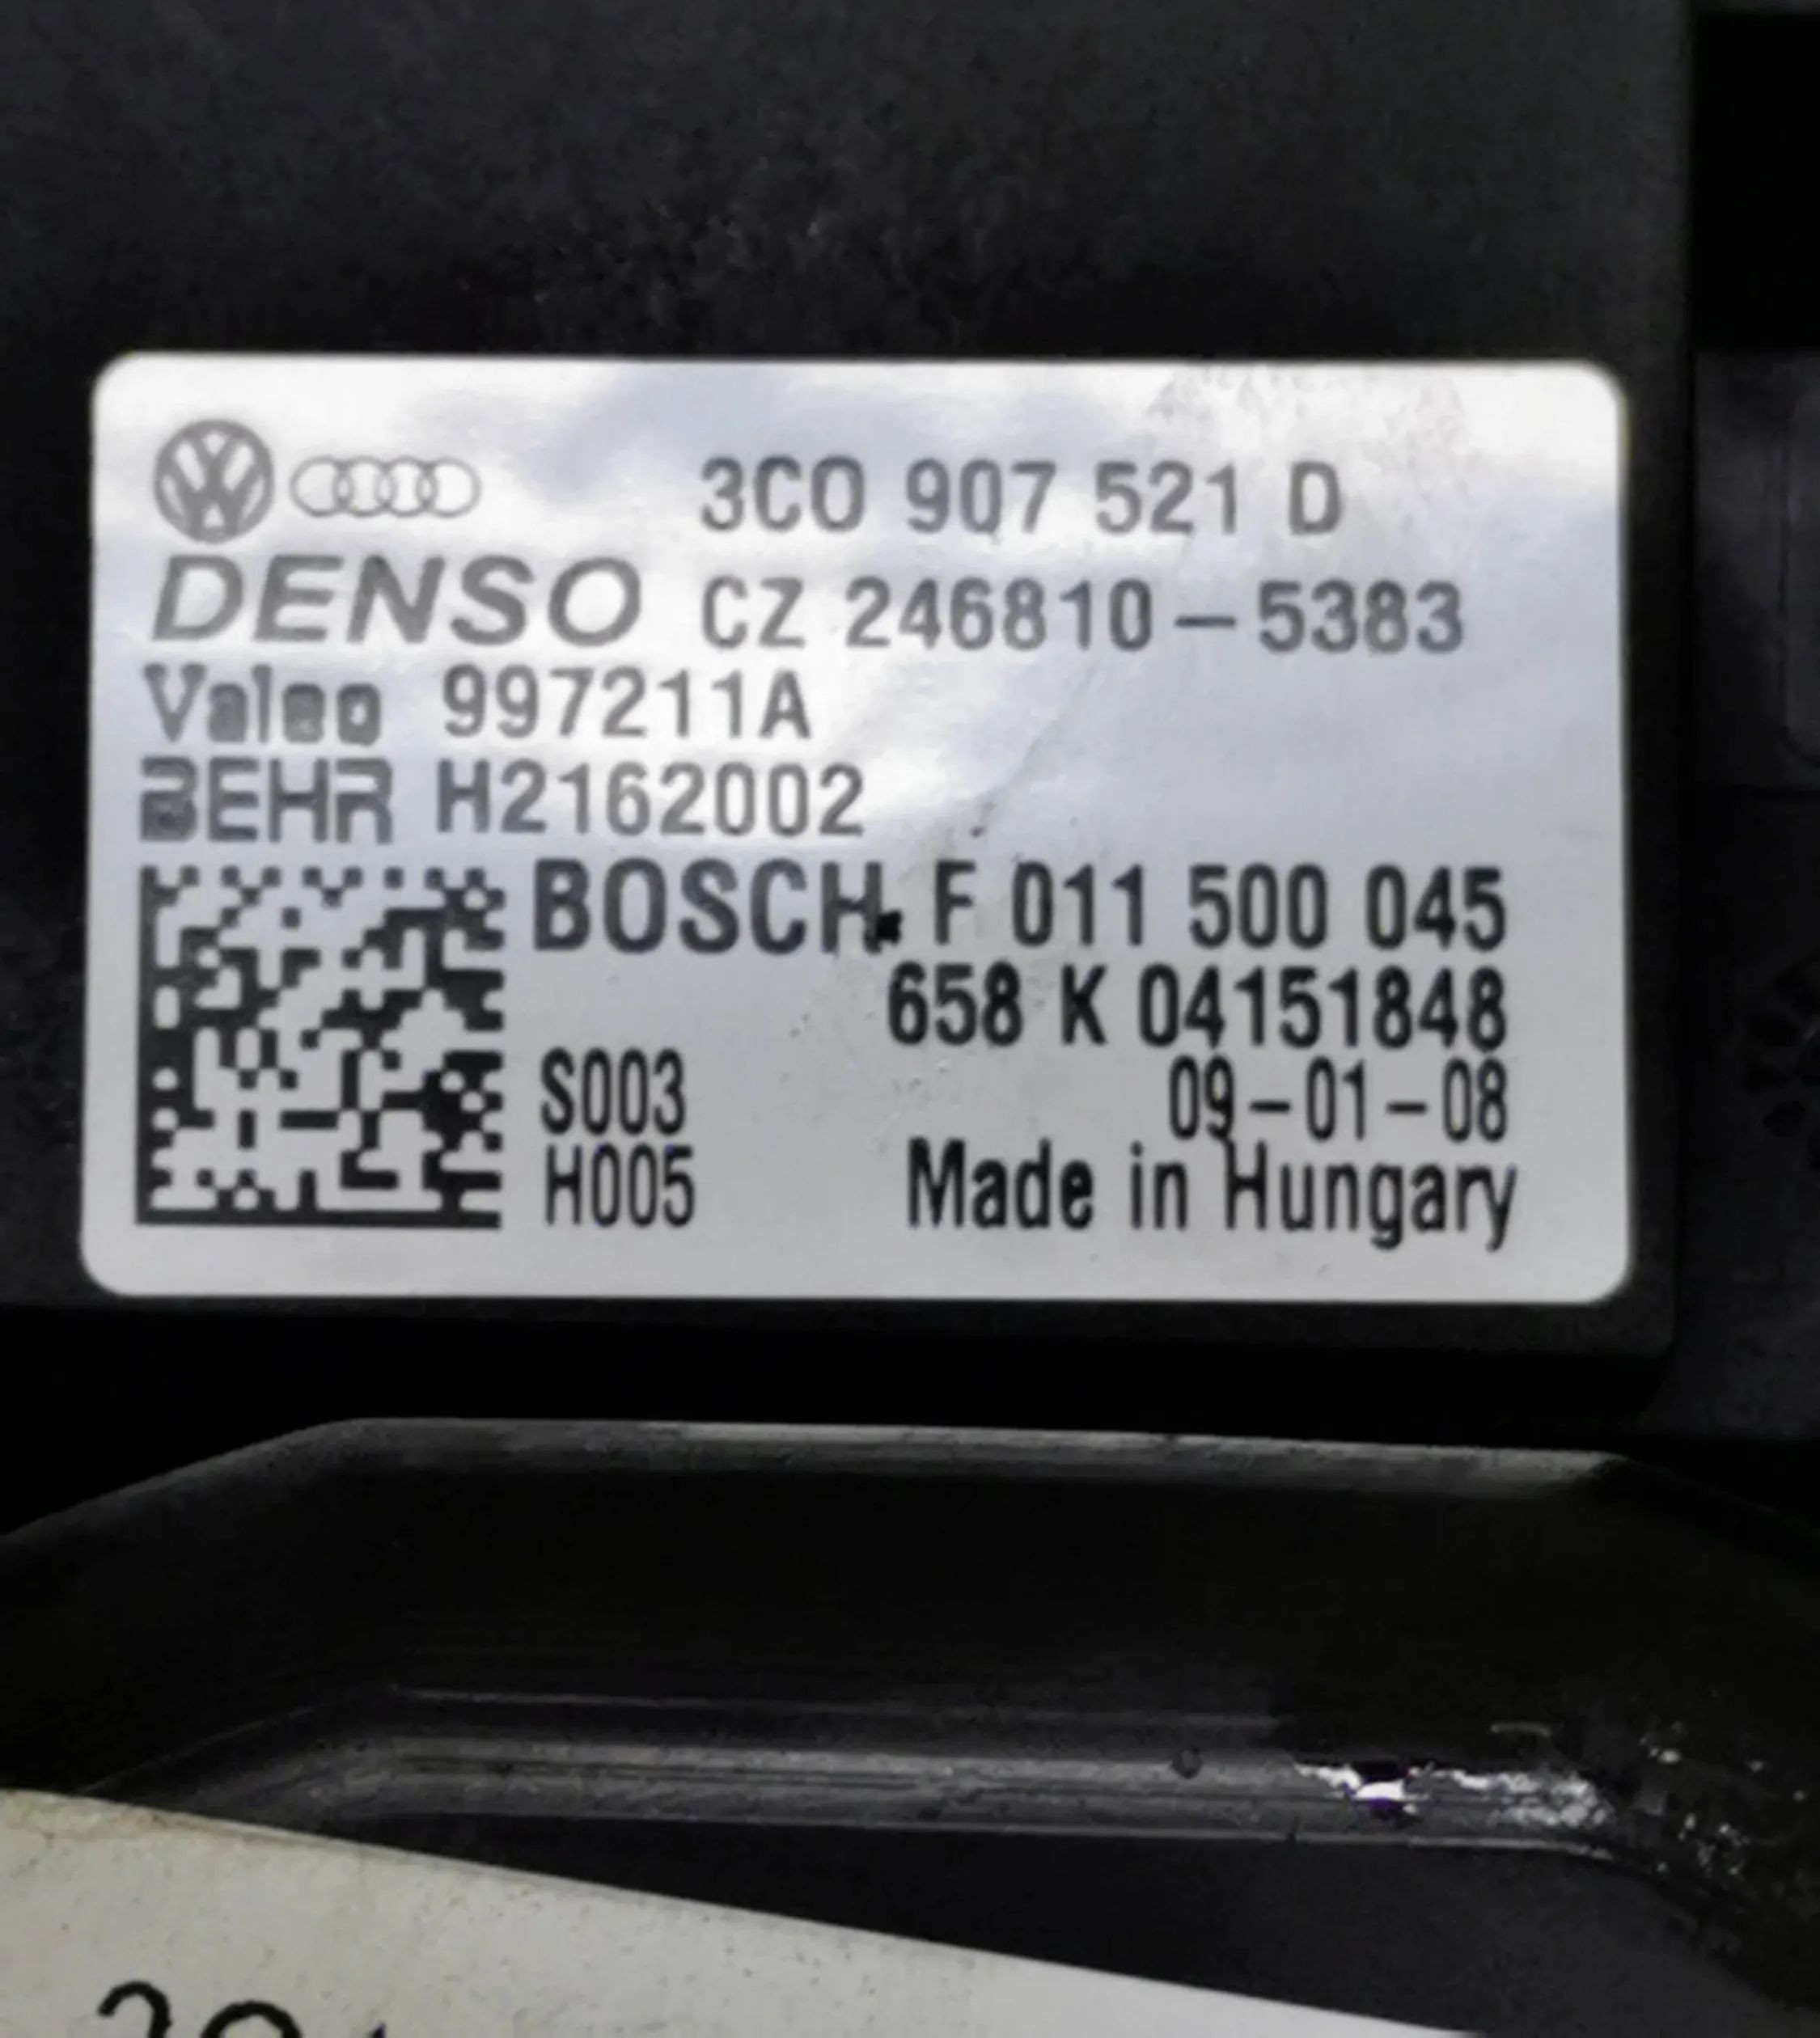 3C0 907 521 D
DENSO CZ 246810-5383
Valeo 997211A
BEHR H2162002
BOSCH F 011 500 045
658 K 04151848
S003 09-01-08
H005 Made in Hungary